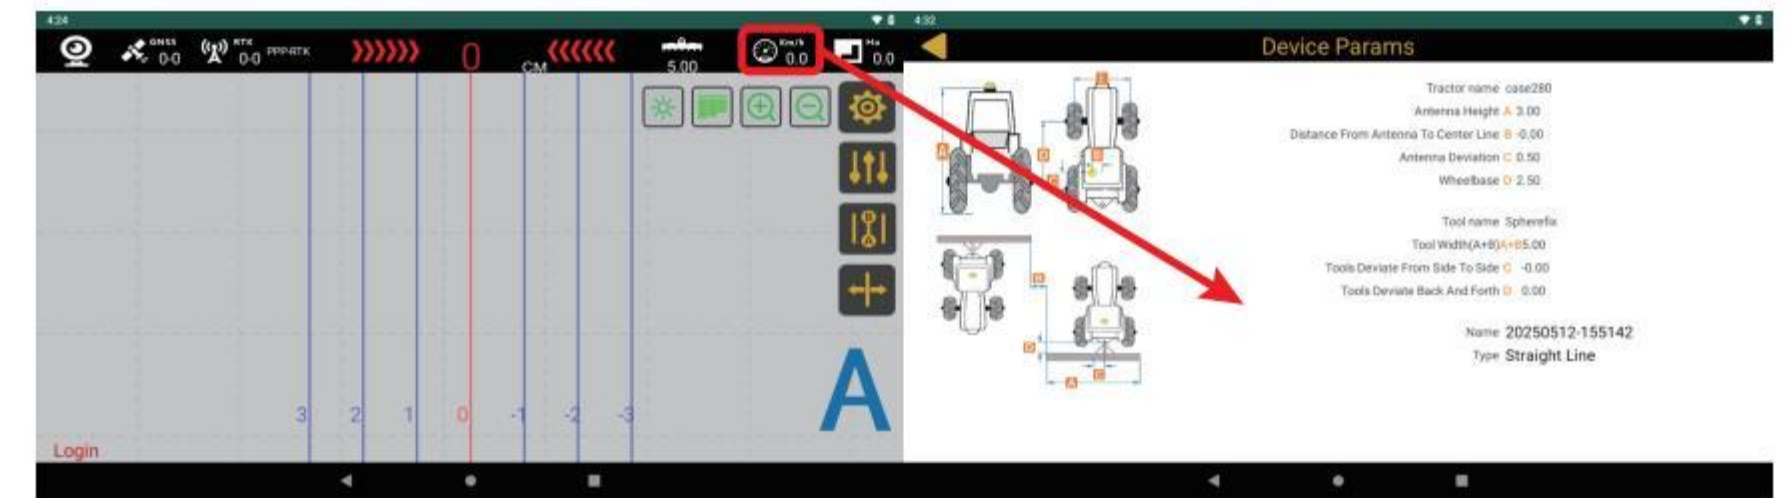 4:24
GNSS
0-0
RTK
0-0
PPP-RTK
0
CM
5.00
Km/h
0.0
Ha
0.0
B
A
A
3 2 1 0 -1 -2 -3
Login
4:32
Device Params
Tractor name case280
Antenna Height A 3.00
Distance From Antenna To Center Line B -0.00
Antenna Deviation C 0.50
Wheelbase D 2.50
Tool name Spherefix
Tool Width(A+B)A+B5.00
Tools Deviate From Side To Side C -0.00
Tools Deviate Back And Forth D 0.00
Name 20250512-155142
Type Straight Line
E
A
D
B
C
B
D
C
A